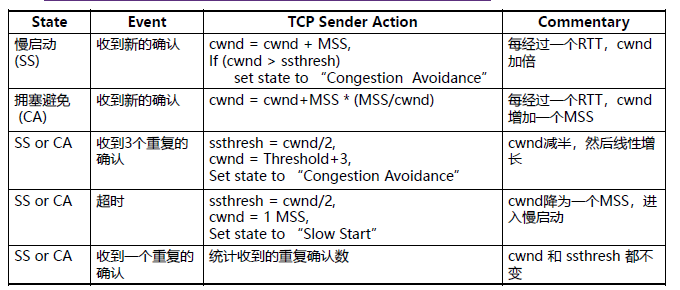 State Event TCP Sender Action Commentary
慢启动 收到新的确认 cwnd = cwnd + MSS, 每经过一个RTT，cwnd
(SS) If (cwnd > ssthresh) 加倍
set state to “Congestion Avoidance”
拥塞避免 收到新的确认 cwnd = cwnd+MSS * (MSS/cwnd) 每经过一个RTT，cwnd
(CA) 增加一个MSS
SS or CA 收到3个重复的 ssthresh = cwnd/2, cwnd减半，然后线性增
确认 cwnd = Threshold+3, 长
Set state to “Congestion Avoidance”
SS or CA 超时 ssthresh = cwnd/2, cwnd降为一个MSS，进
cwnd = 1 MSS, 入慢启动
Set state to “Slow Start”
SS or CA 收到一个重复的 统计收到的重复确认数 cwnd 和 ssthresh 都不
确认 变